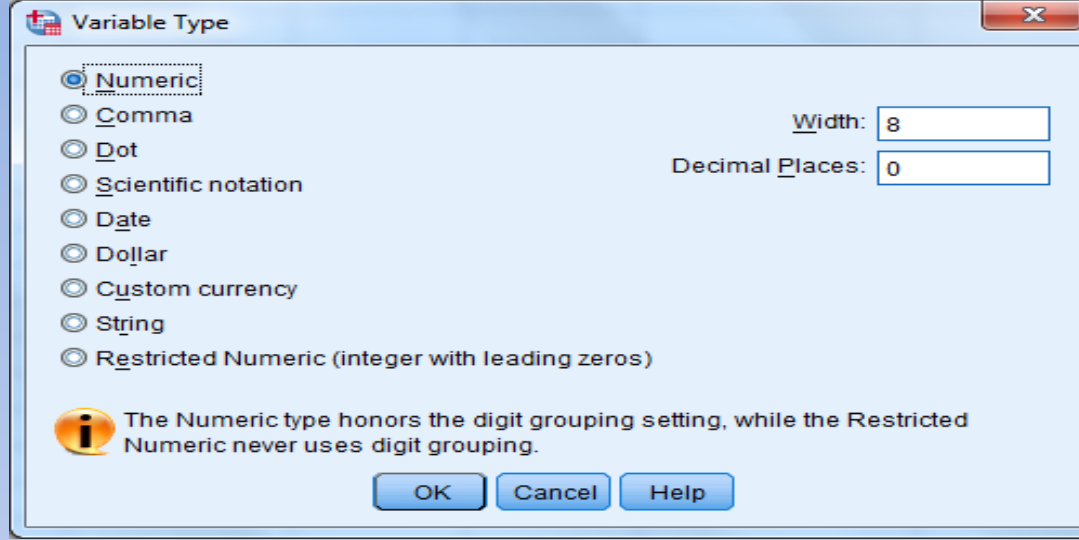 Variable Type
Numeric
Comma
Width: 8
Dot
Decimal Places: 0
Scientific notation
Date
Dollar
Custom currency
String
Restricted Numeric (integer with leading zeros)
The Numeric type honors the digit grouping setting, while the Restricted
Numeric never uses digit grouping.
OK Cancel Help